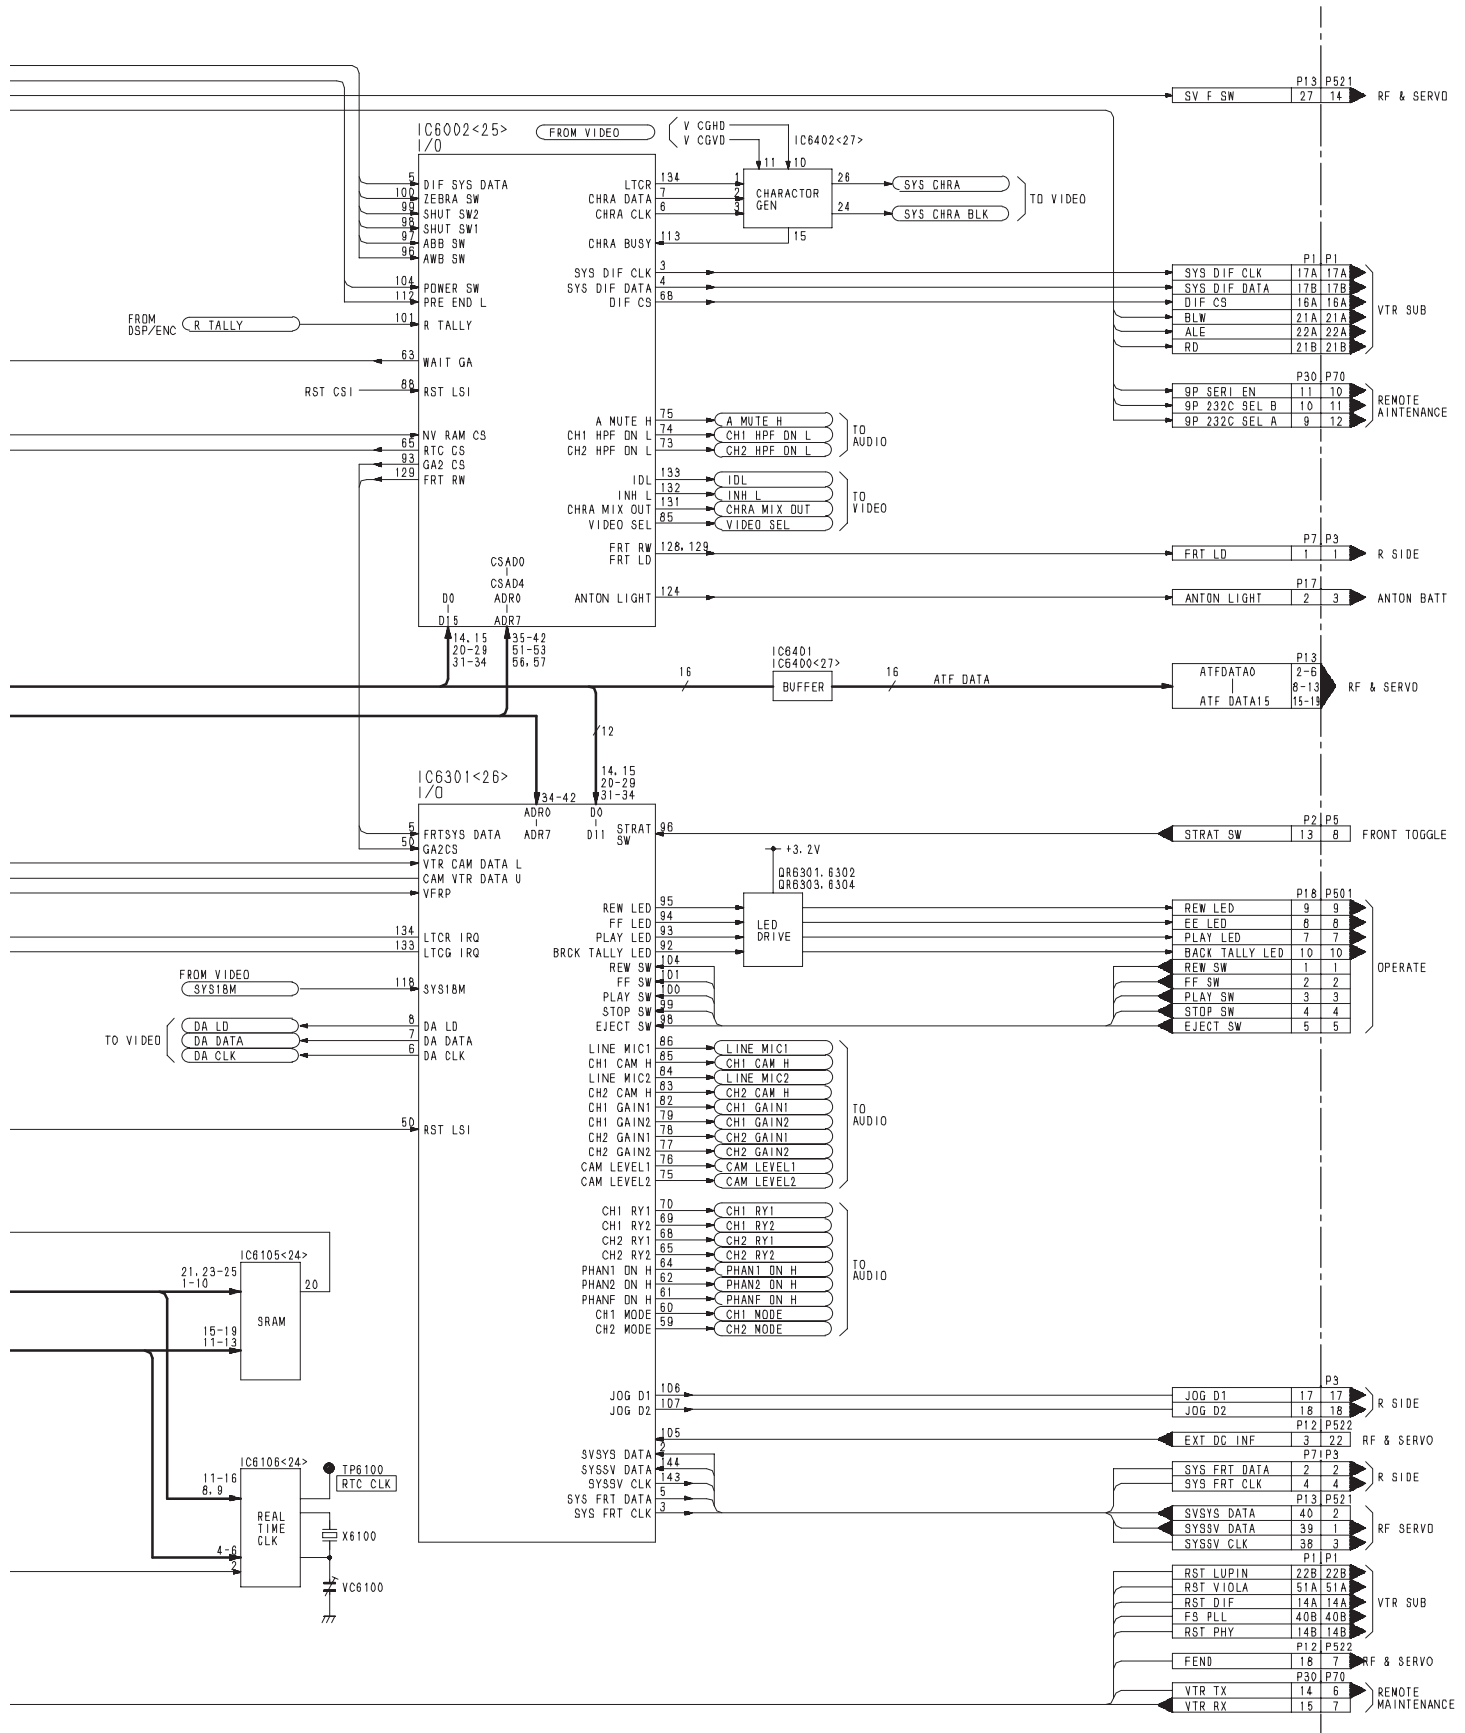 P13 P521
SV F SW 27 14 RF & SERVO
IC6002<25>
I/O
FROM VIDEO
V CGHD
V CGVD
IC6402<27>
11 10
5 DIF SYS DATA
100 ZEBRA SW
99 SHUT SW2
98 SHUT SW1
97 ABB SW
96 AWB SW
104 POWER SW
112 PRE END L
FROM
DSP/ENC
R TALLY
101 R TALLY
63 WAIT GA
RST CSI
88 RST LSI
NV RAM CS
65 RTC CS
93 GA2 CS
129 FRT RW
LTCR 134 1
CHRA DATA 7 2
CHRA CLK 6 3
CHRA BUSY 113 15
CHARACTOR
GEN
26 SYS CHRA
24 SYS CHRA BLK
TO VIDEO
SYS DIF CLK 3
SYS DIF DATA 4
DIF CS 68
P1 P1
SYS DIF CLK 17A 17A
SYS DIF DATA 17B 17B
DIF CS 16A 16A
BLW 21A 21A
ALE 22A 22A
RD 21B 21B
VTR SUB
P30 P70
9P SERI EN 11 10
9P 232C SEL B 10 11
9P 232C SEL A 9 12
REMOTE
AINTENANCE
A MUTE H 75 A MUTE H
CH1 HPF ON L 74 CH1 HPF ON L
CH2 HPF ON L 73 CH2 HPF ON L
TO
AUDIO
IDL 133 IDL
INH L 132 INH L
CHRA MIX OUT 131 CHRA MIX OUT
VIDEO SEL 85 VIDEO SEL
TO
VIDEO
FRT RW 128,129
FRT LD
P7 P3
FRT LD 1 1 R SIDE
ANTON LIGHT 124
P17
ANTON LIGHT 2 3 ANTON BATT
CSAD0
CSAD4
D0 ADR0
D15 ADR7
14,15
20-29
31-34
35-42
51-53
56,57
16
IC6401
IC6400<27>
BUFFER
16
ATF DATA
P13
ATFDATA0 2-6
8-13
ATF DATA15 15-19
RF & SERVO
12
IC6301<26>
I/O
34-42
14,15
20-29
31-34
ADR0
ADR7
D0
D11
STRAT
SW
96
P2 P5
STRAT SW 13 8 FRONT TOGGLE
5 FRTSYS DATA
50 GA2CS
VTR CAM DATA L
CAM VTR DATA U
VFRP
134 LTCR IRQ
133 LTCG IRQ
FROM VIDEO
SYS18M
118 SYS18M
TO VIDEO
DA LD 8 DA LD
DA DATA 7 DA DATA
DA CLK 6 DA CLK
50 RST LSI
+3.2V
QR6301,6302
QR6303,6304
LED
DRIVE
REW LED 95
FF LED 94
PLAY LED 93
BRCK TALLY LED 92
REW SW 104
FF SW 101
PLAY SW 100
STOP SW 99
EJECT SW 98
P18 P501
REW LED 9 9
EE LED 8 8
PLAY LED 7 7
BACK TALLY LED 10 10
REW SW 1 1
FF SW 2 2
PLAY SW 3 3
STOP SW 4 4
EJECT SW 5 5
OPERATE
LINE MIC1 86 LINE MIC1
CH1 CAM H 85 CH1 CAM H
LINE MIC2 84 LINE MIC2
CH2 CAM H 83 CH2 CAM H
CH1 GAIN1 82 CH1 GAIN1
CH1 GAIN2 79 CH1 GAIN2
CH2 GAIN1 78 CH2 GAIN1
CH2 GAIN2 77 CH2 GAIN2
CAM LEVEL1 76 CAM LEVEL1
CAM LEVEL2 75 CAM LEVEL2
TO
AUDIO
CH1 RY1 70 CH1 RY1
CH1 RY2 69 CH1 RY2
CH2 RY1 68 CH2 RY1
CH2 RY2 65 CH2 RY2
PHAN1 ON H 64 PHAN1 ON H
PHAN2 ON H 62 PHAN2 ON H
PHANF ON H 61 PHANF ON H
CH1 MODE 60 CH1 MODE
CH2 MODE 59 CH2 MODE
TO
AUDIO
IC6105<24>
21,23-25
1-10
20
SRAM
15-19
11-13
JOG D1 106
JOG D2 107
P3
JOG D1 17 17
JOG D2 18 18
R SIDE
105
P12 P522
EXT DC INF 3 22 RF & SERVO
SVSYS DATA 2
SYSSV DATA 144
SYSSV CLK 143
SYS FRT DATA 5
SYS FRT CLK 3
P7 P3
SYS FRT DATA 2 2
SYS FRT CLK 4 4
R SIDE
P13 P521
SVSYS DATA 40 2
SYSSV DATA 39 1
SYSSV CLK 38 3
RF SERVO
IC6106<24>
11-16
8,9
REAL
TIME
CLK
4-6
2
TP6100
RTC CLK
X6100
VC6100
P1 P1
RST LUPIN 22B 22B
RST VIOLA 51A 51A
RST DIF 14A 14A
FS PLL 40B 40B
RST PHY 14B 14B
VTR SUB
P12 P522
FEND 18 7 RF & SERVO
P30 P70
VTR TX 14 6
VTR RX 15 7
REMOTE
MAINTENANCE